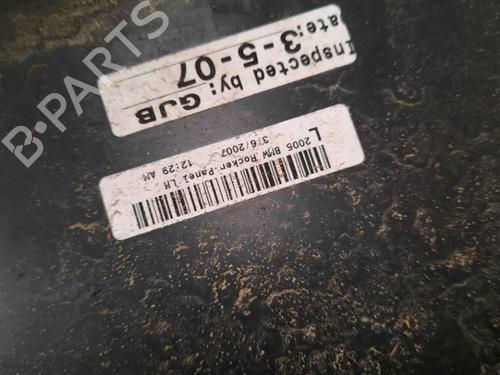 Inspected by: GJB
ate:3-5-07
2005 BMW Rocker-Panel LH
3/6/2007 12:29 AM
L
B-PARTS